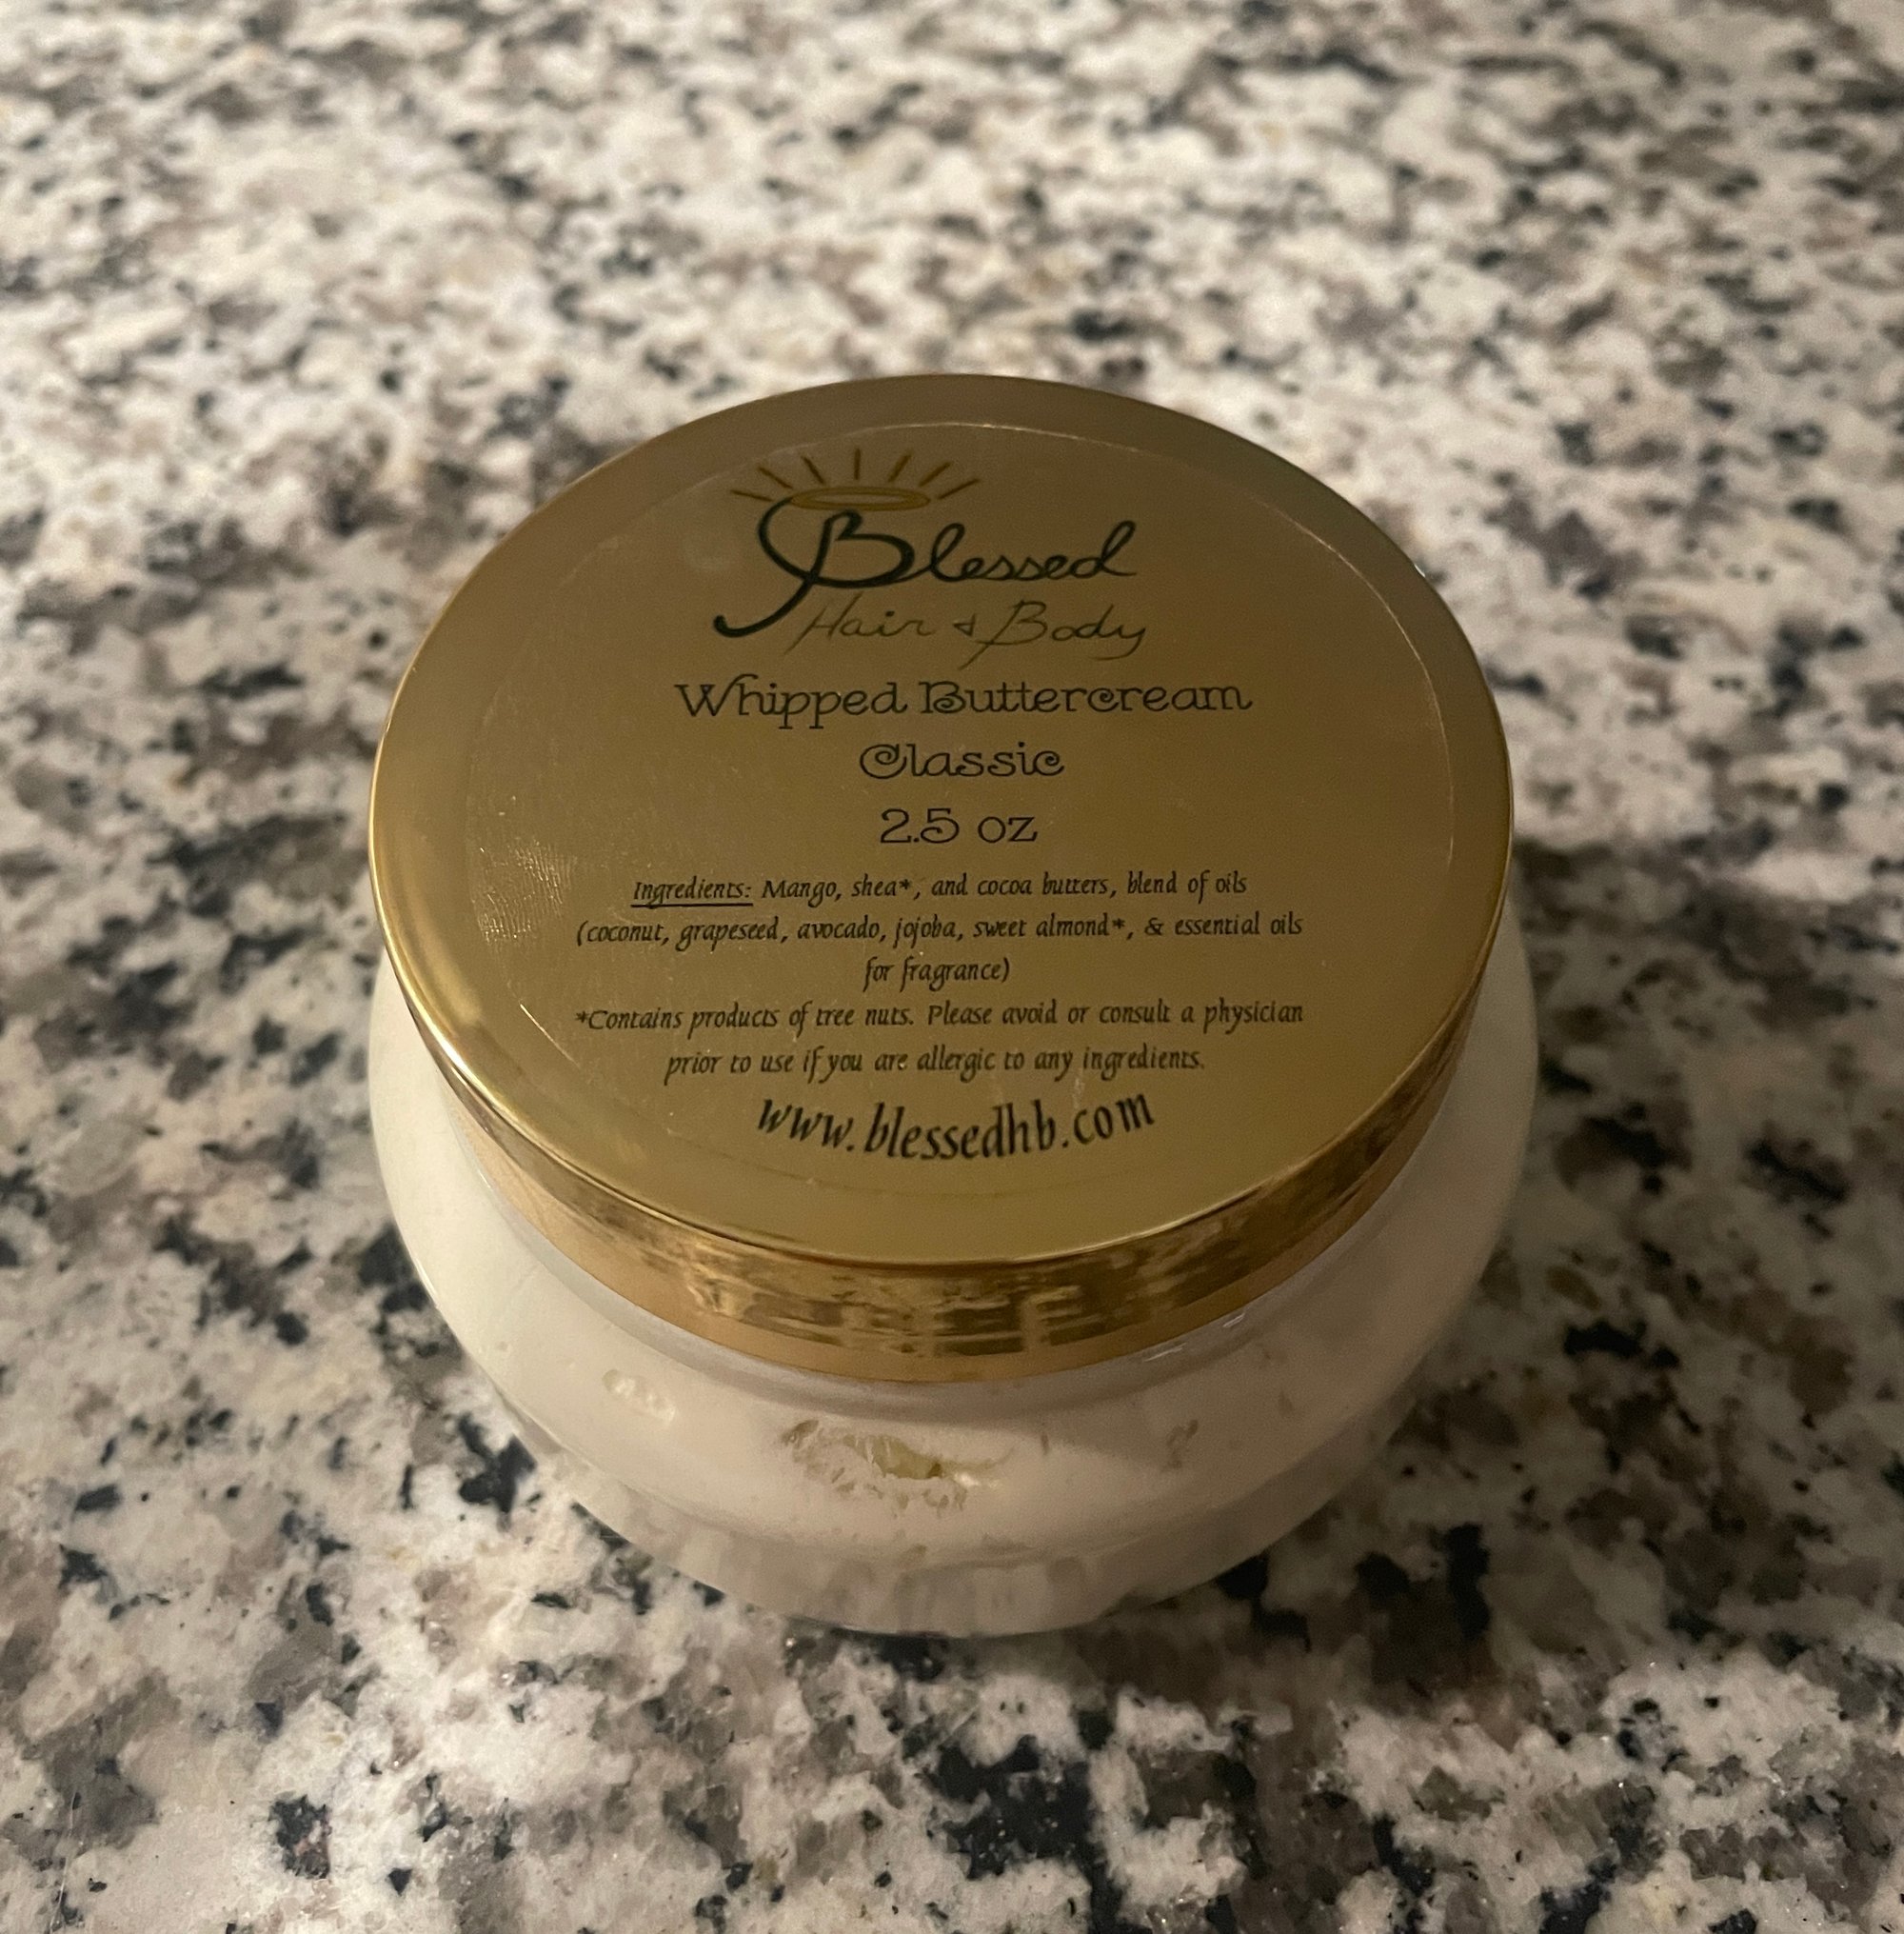 Blessed
Hair & Body
Whipped Buttercream
Classic
2.5 oz
Ingredients: Mango, shea*, and cocoa butters, blend of oils
(coconut, grapeseed, avocado, jojoba, sweet almond*, & essential oils
for fragrance)
*Contains products of tree nuts. Please avoid or consult a physician
prior to use if you are allergic to any ingredients.
www.blessedhb.com